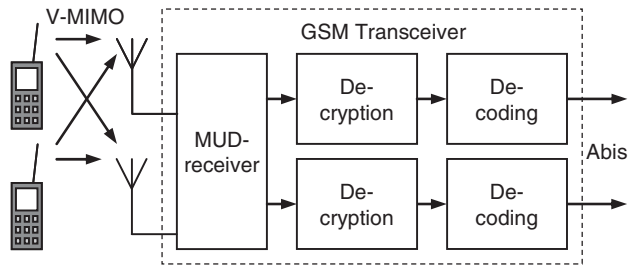 V-MIMO
GSM Transceiver
MUD-
receiver
De-
cryption
De-
coding
Abis
De-
cryption
De-
coding